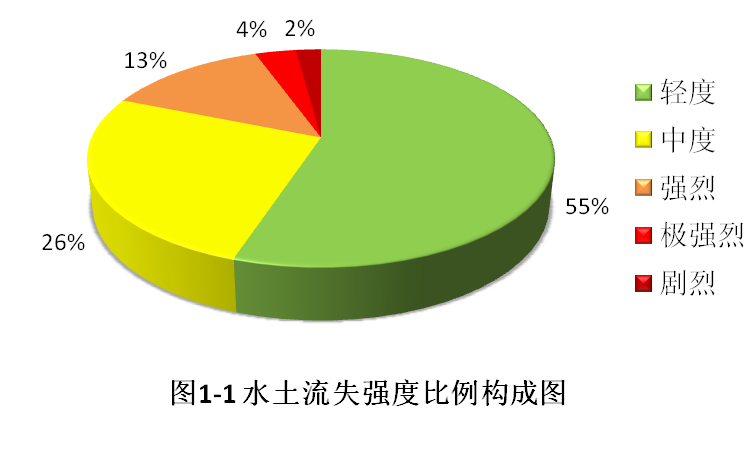 4%
2%
13%
轻度
中度
强烈
55%
26%
极强烈
剧烈
图1-1 水土流失强度比例构成图